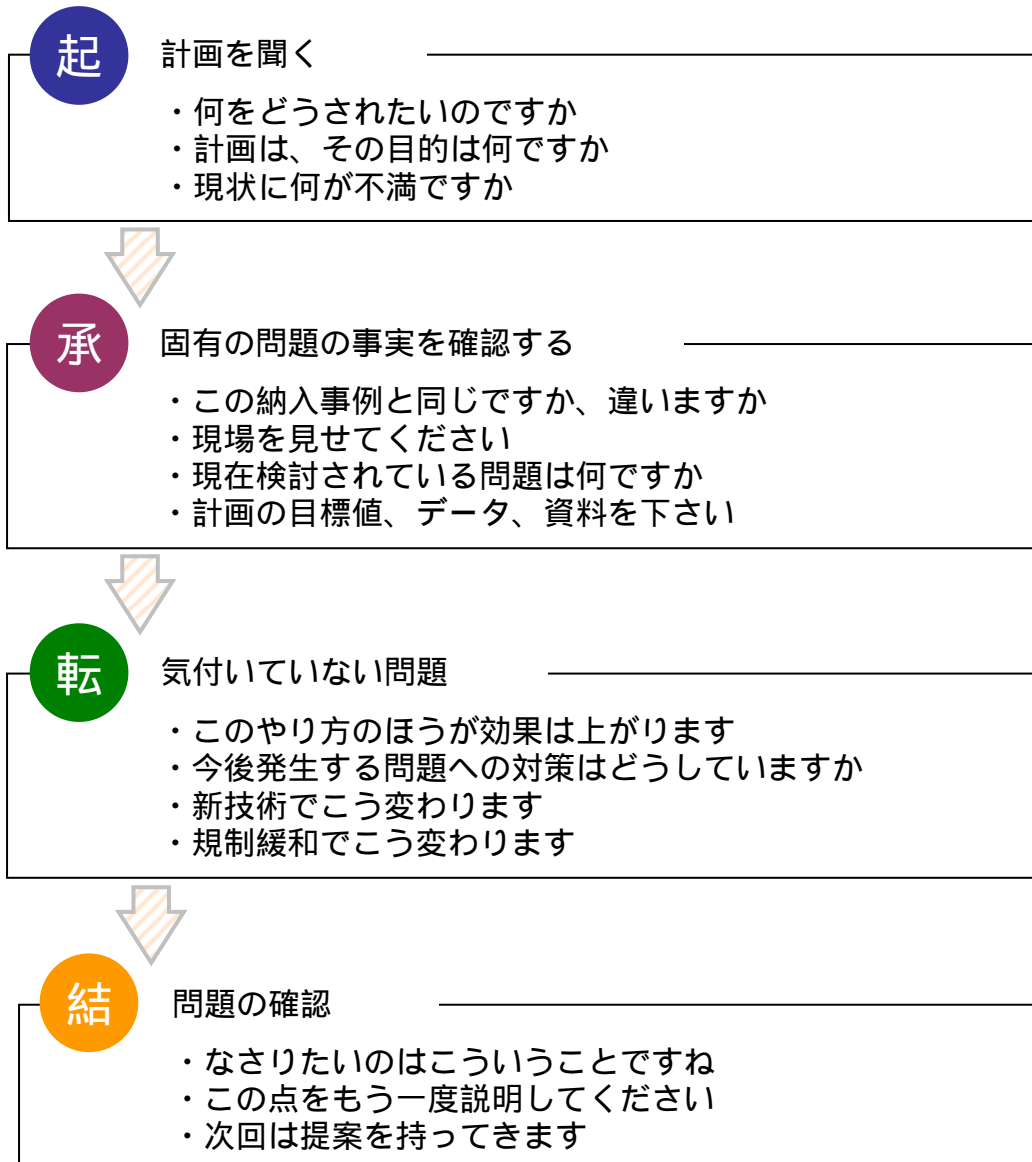 起
計画を聞く
・何をどうされたいのですか
・計画は、その目的は何ですか
・現状に何が不満ですか
承
固有の問題の事実を確認する
・この納入事例と同じですか、違いますか
・現場を見せてください
・現在検討されている問題は何ですか
・計画の目標値、データ、資料を下さい
転
気付いていない問題
・このやり方のほうが効果は上がります
・今後発生する問題への対策はどうしていますか
・新技術でこう変わります
・規制緩和でこう変わります
結
問題の確認
・なさりたいのはこういうことですね
・この点をもう一度説明してください
・次回は提案を持ってきます